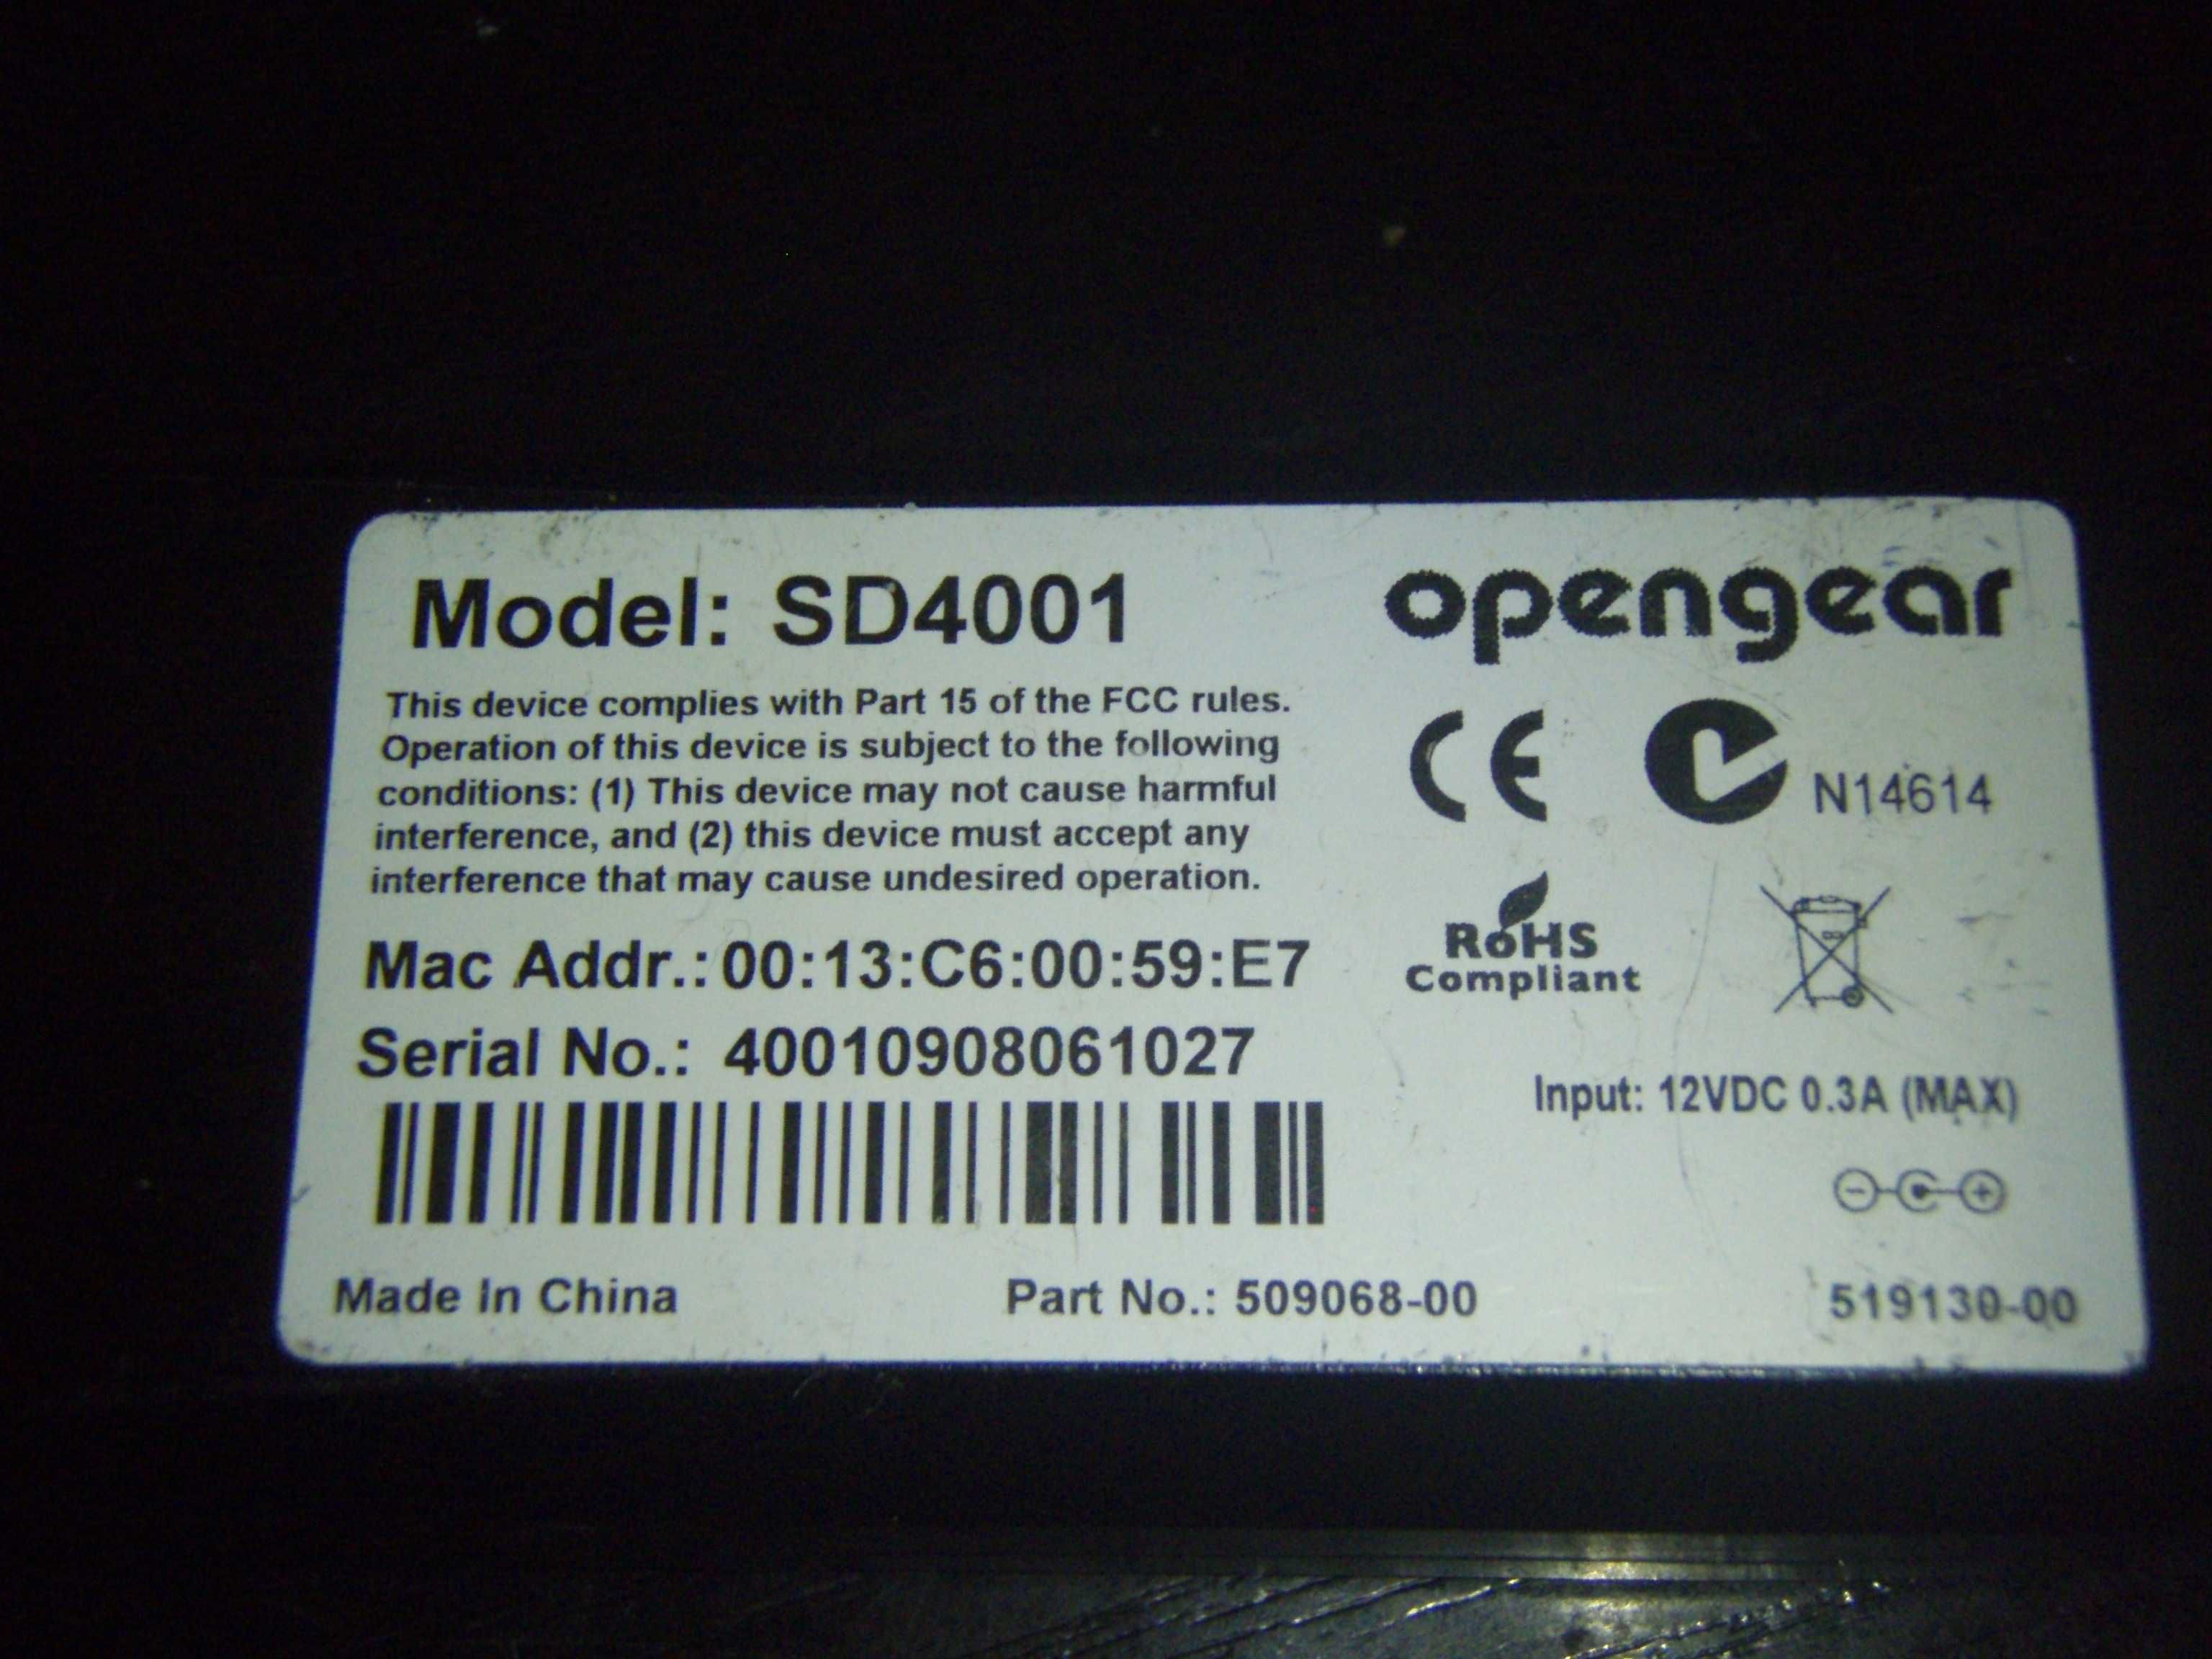 Model: SD4001
opengear
This device complies with Part 15 of the FCC rules.
Operation of this device is subject to the following
conditions: (1) This device may not cause harmful
interference, and (2) this device must accept any
interference that may cause undesired operation.
CE
N14614
RoHS
Compliant
Mac Addr.: 00:13:C6:00:59:E7
Serial No.: 40010908061027
Input: 12VDC 0.3A (MAX)
Made In China
Part No.: 509068-00
519130-00